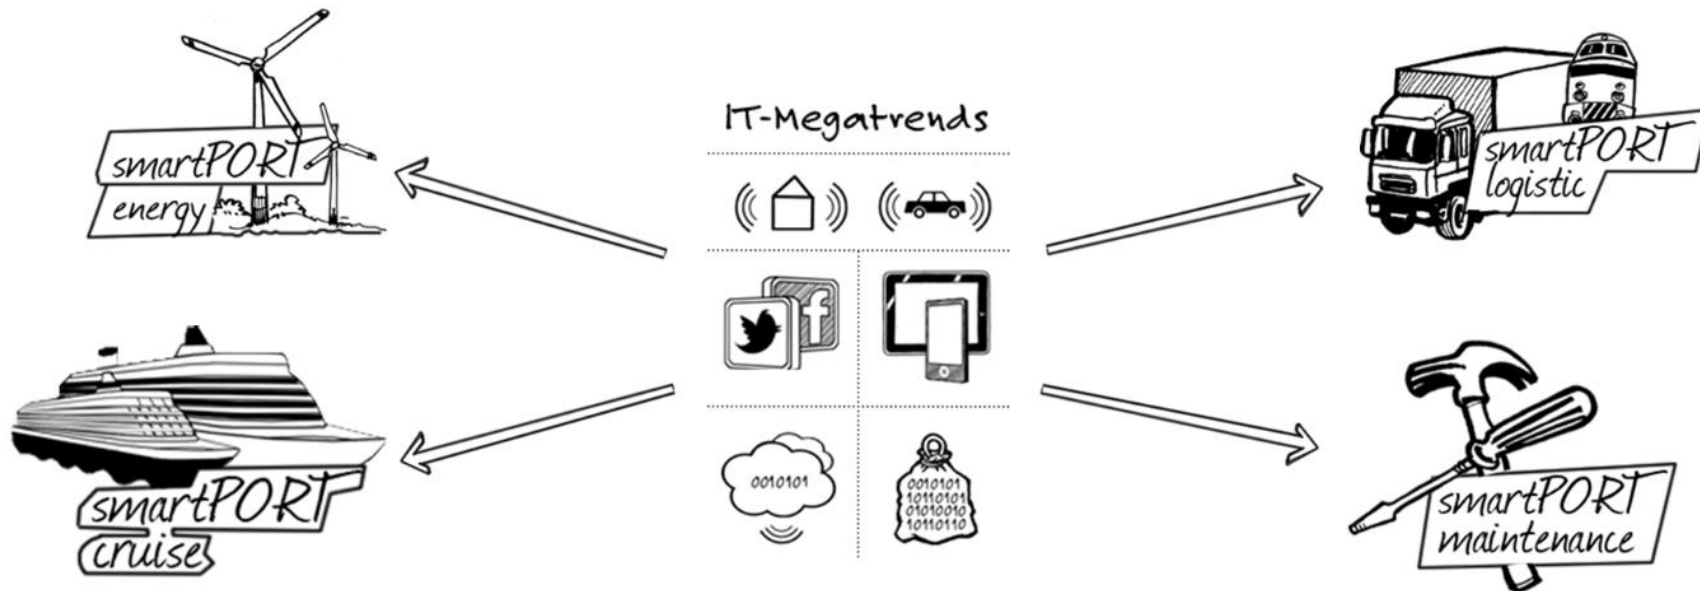 smartPORT
energy
IT-Megatrends
smartPORT
logistic
f
0010101
0010101
10110101
01010010
10110110
smartPORT
cruise
smartPORT
maintenance